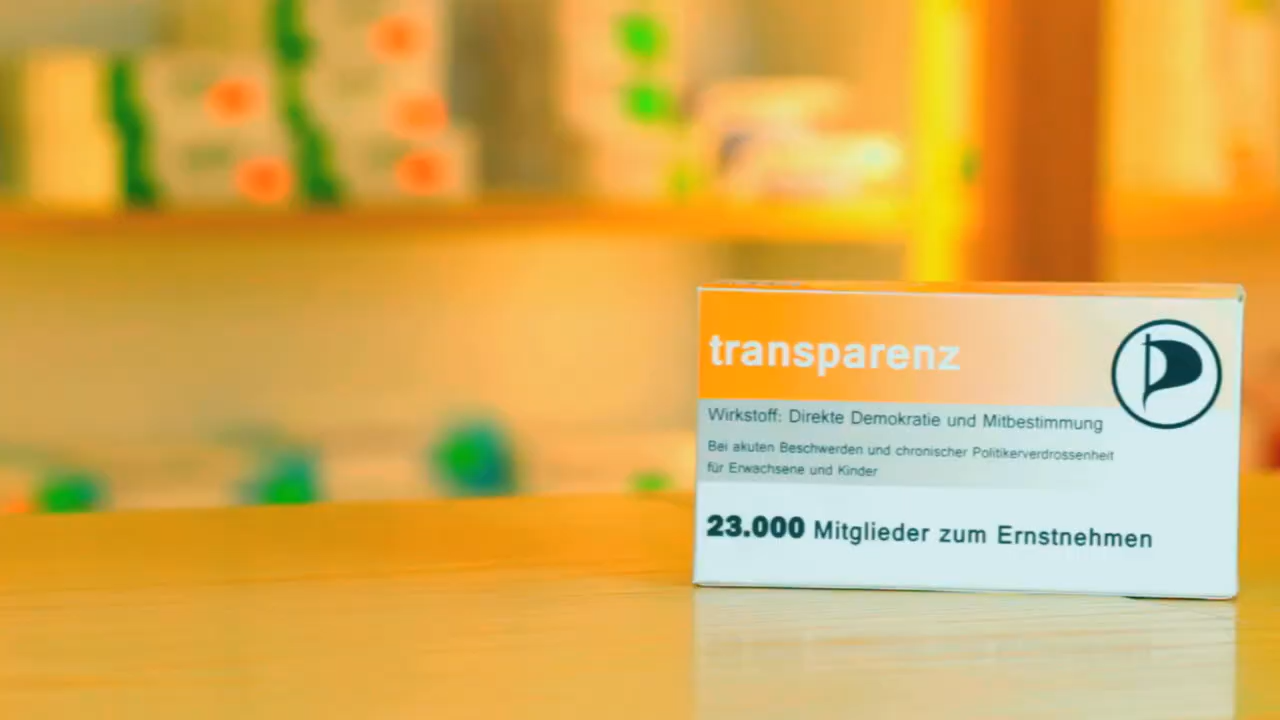 transparenz
Wirkstoff: Direkte Demokratie und Mitbestimmung
Bei akuten Beschwerden und chronischer Politikerverdrossenheit
für Erwachsene und Kinder
23.000 Mitglieder zum Ernstnehmen